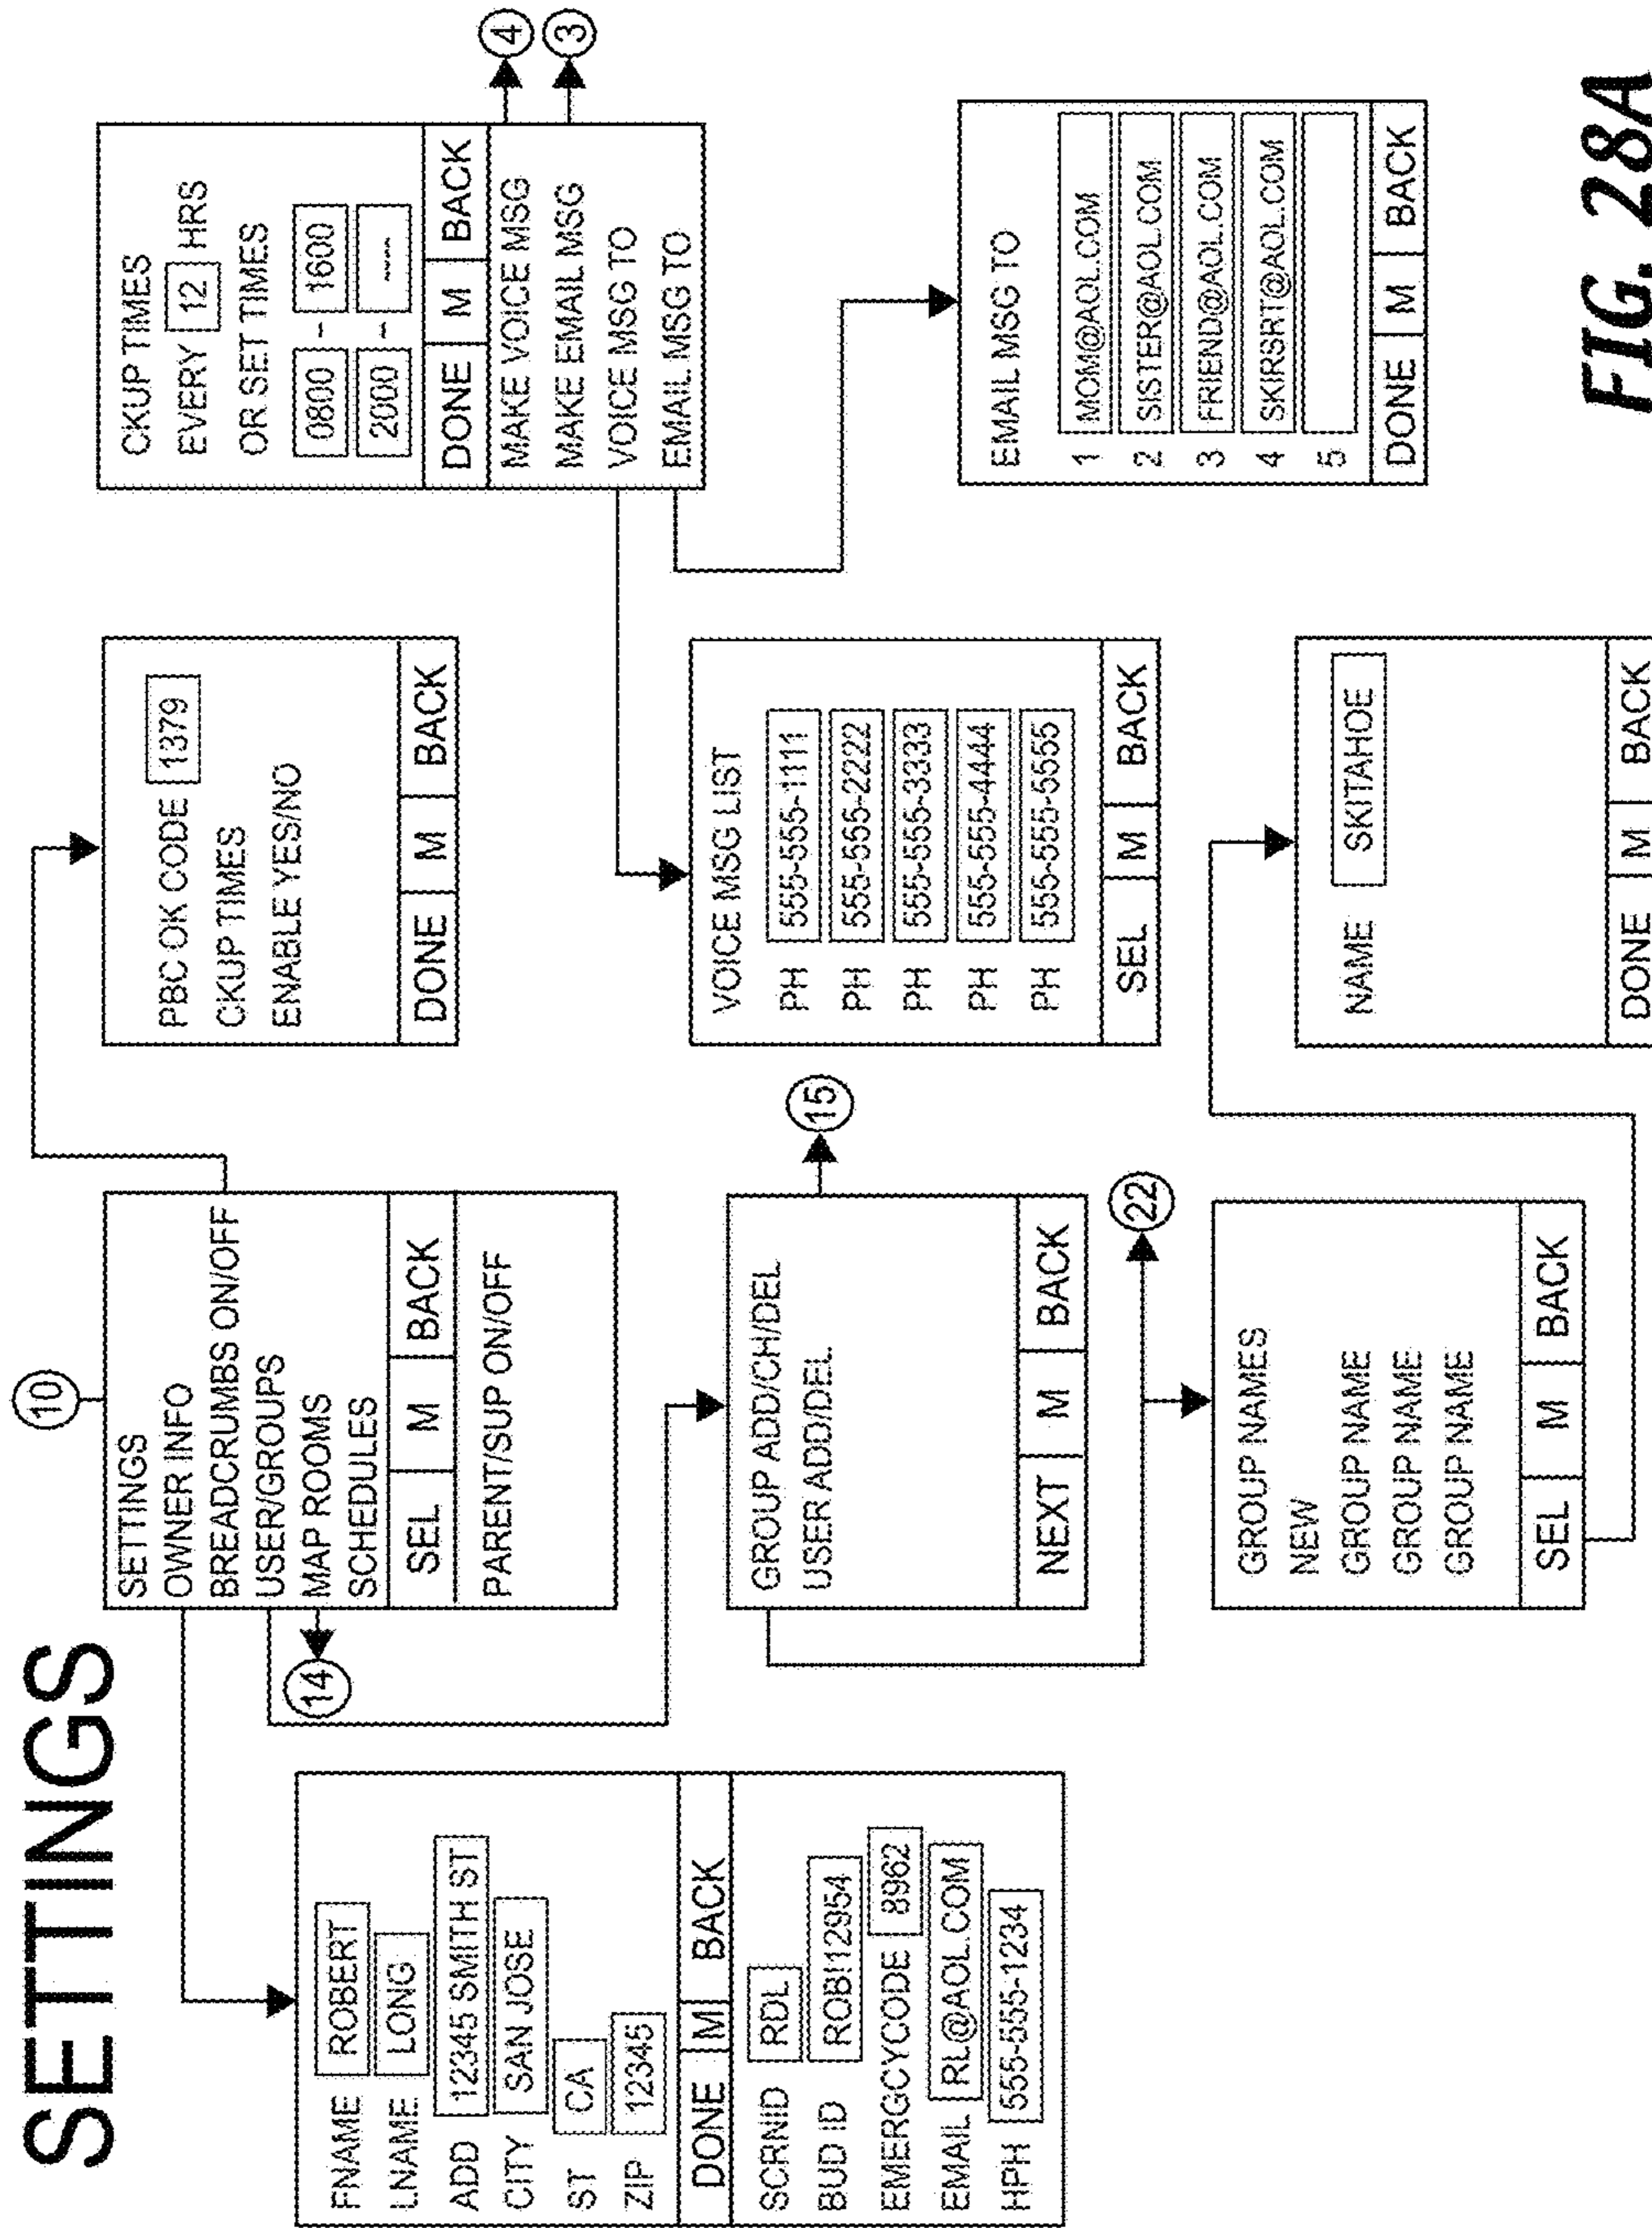 SETTINGS
10
SETTINGS
OWNER INFO
BREADCRUMBS ON/OFF
USER/GROUPS
MAP ROOMS
SCHEDULES
SEL M BACK
PARENT/SUP ON/OFF
14
FNAME ROBERT
LNAME LONG
ADD 12345 SMITH ST
CITY SAN JOSE
ST CA
ZIP 12345
DONE M BACK
SCRNID RDL
BUD ID ROB!12954
EMERGCYCODE 8962
EMAIL RL@AOL.COM
HPH 555-555-1234
PBC OK CODE 1379
CKUP TIMES
ENABLE YES/NO
DONE M BACK
CKUP TIMES
EVERY 12 HRS
OR SET TIMES
0800 - 1600
2000 - ----
DONE M BACK
MAKE VOICE MSG
4
MAKE EMAIL MSG
3
VOICE MSG TO
EMAIL MSG TO
GROUP ADD/CH/DEL
USER ADD/DEL
NEXT M BACK
15
22
VOICE MSG LIST
PH 555-555-1111
PH 555-555-2222
PH 555-555-3333
PH 555-555-4444
PH 555-555-5555
SEL M BACK
EMAIL MSG TO
1 MOM@AOL.COM
2 SISTER@AOL.COM
3 FRIEND@AOL.COM
4 SKIRSRT@AOL.COM
5
DONE M BACK
GROUP NAMES
NEW
GROUP NAME
GROUP NAME
GROUP NAME
SEL M BACK
NAME SKITAHOE
DONE M BACK
FIG. 28A